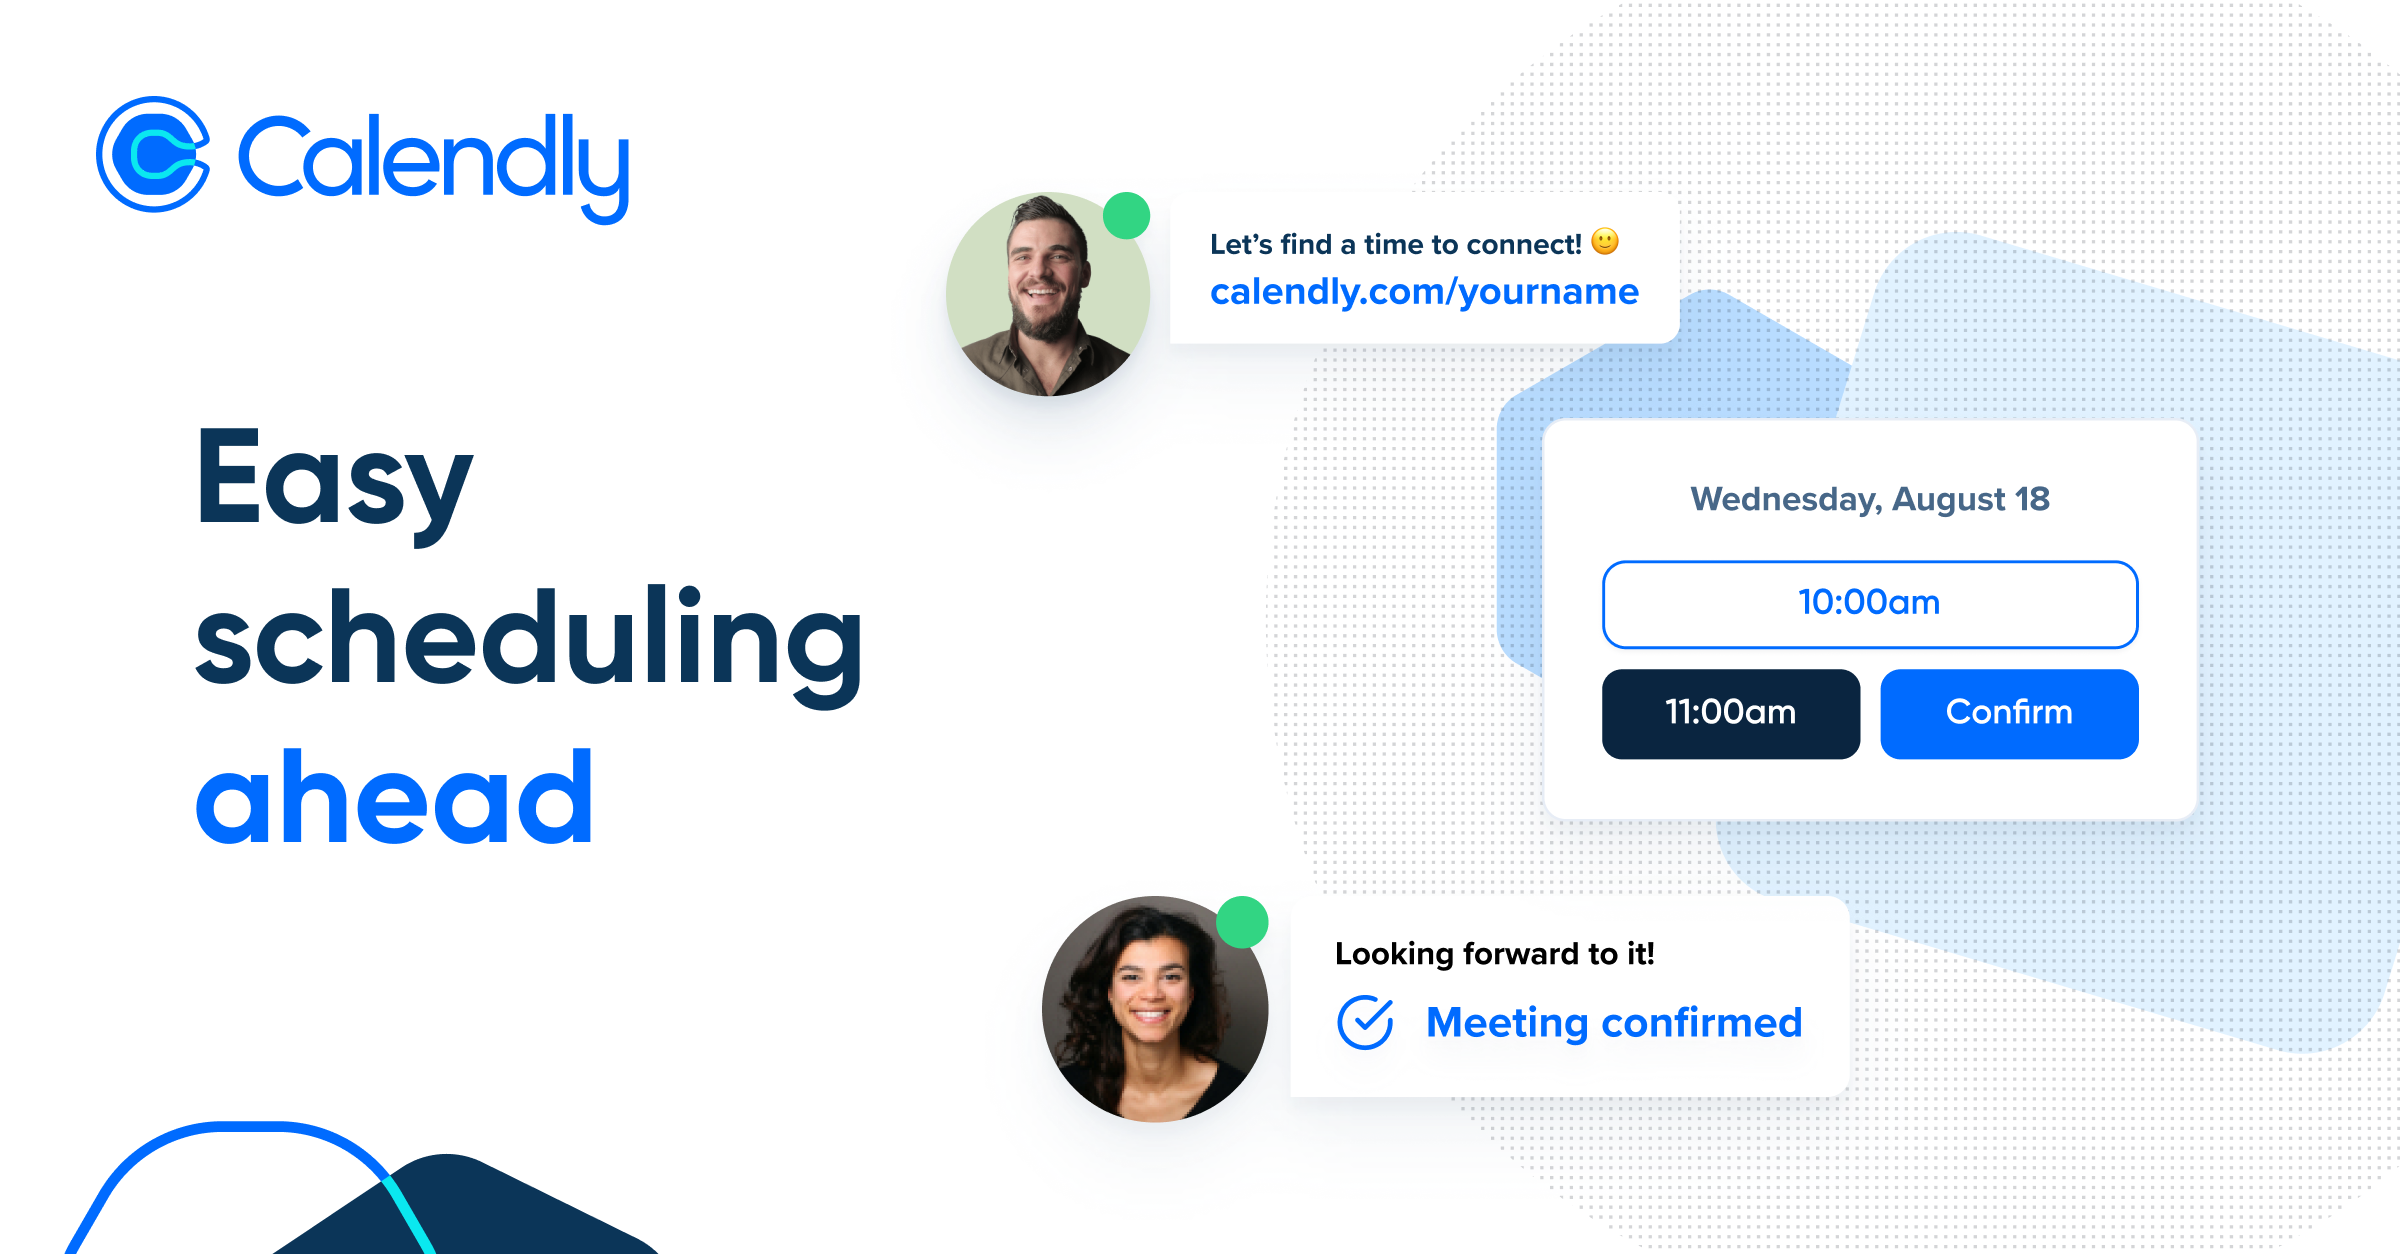 Calendly
Easy
scheduling
ahead
Let’s find a time to connect! 🙂
calendly.com/yourname
Wednesday, August 18
10:00am
11:00am
Confirm
Looking forward to it!
Meeting confirmed